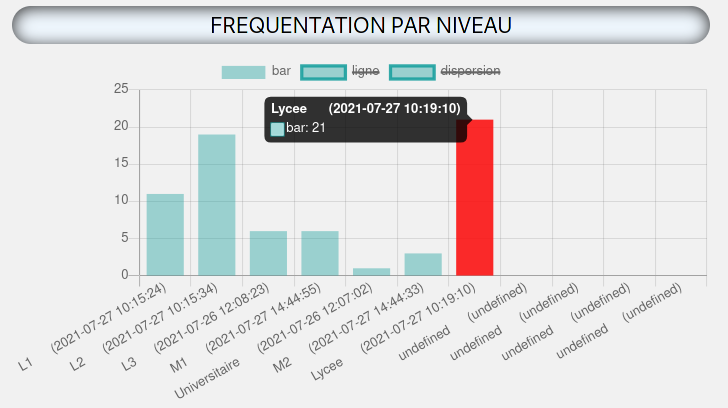 FREQUENTATION PAR NIVEAU
bar ligne dispersion
25
20
15
10
5
0
Lycee (2021-07-27 10:19:10)
bar: 21
L1 (2021-07-27 10:15:24)
L2 (2021-07-27 10:15:34)
L3 (2021-07-26 12:08:23)
M1 (2021-07-27 14:44:55)
Universitaire (2021-07-26 12:07:02)
M2 (2021-07-27 14:44:33)
Lycee (2021-07-27 10:19:10)
undefined (undefined)
undefined (undefined)
undefined (undefined)
undefined (undefined)